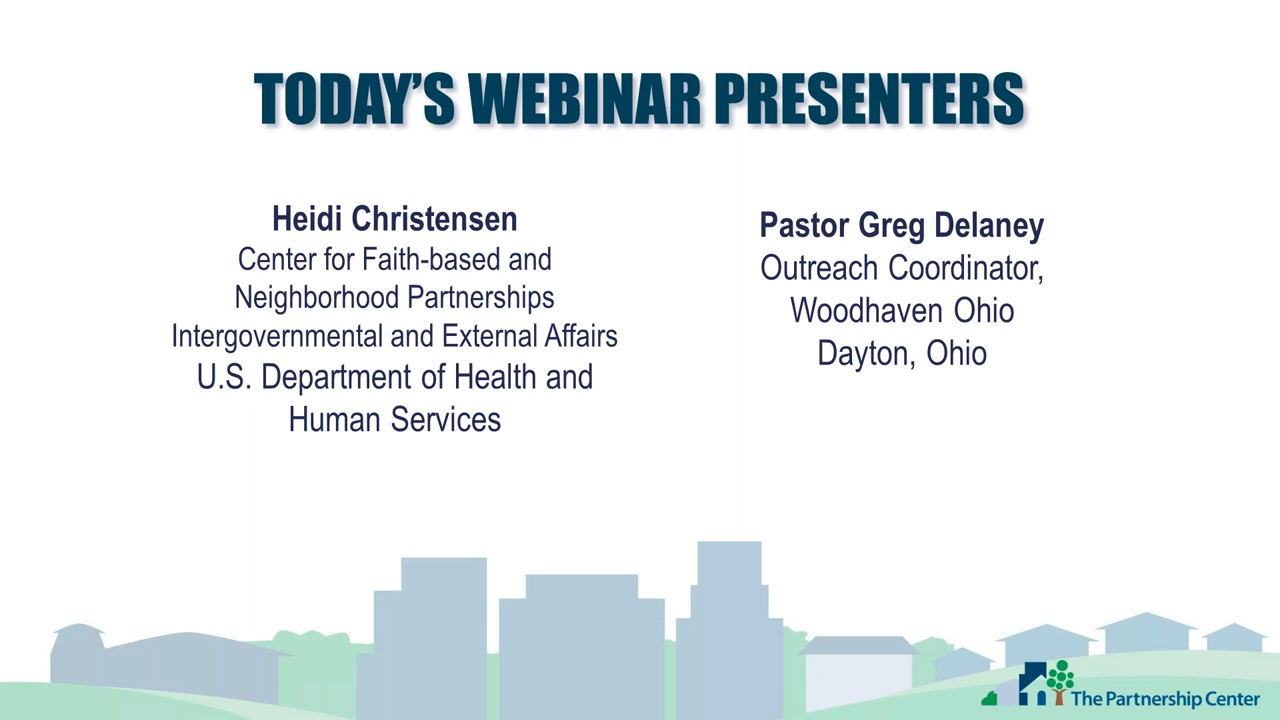 TODAY'S WEBINAR PRESENTERS
Heidi Christensen
Center for Faith-based and
Neighborhood Partnerships
Intergovernmental and External Affairs
U.S. Department of Health and
Human Services
Pastor Greg Delaney
Outreach Coordinator,
Woodhaven Ohio
Dayton, Ohio
The Partnership Center